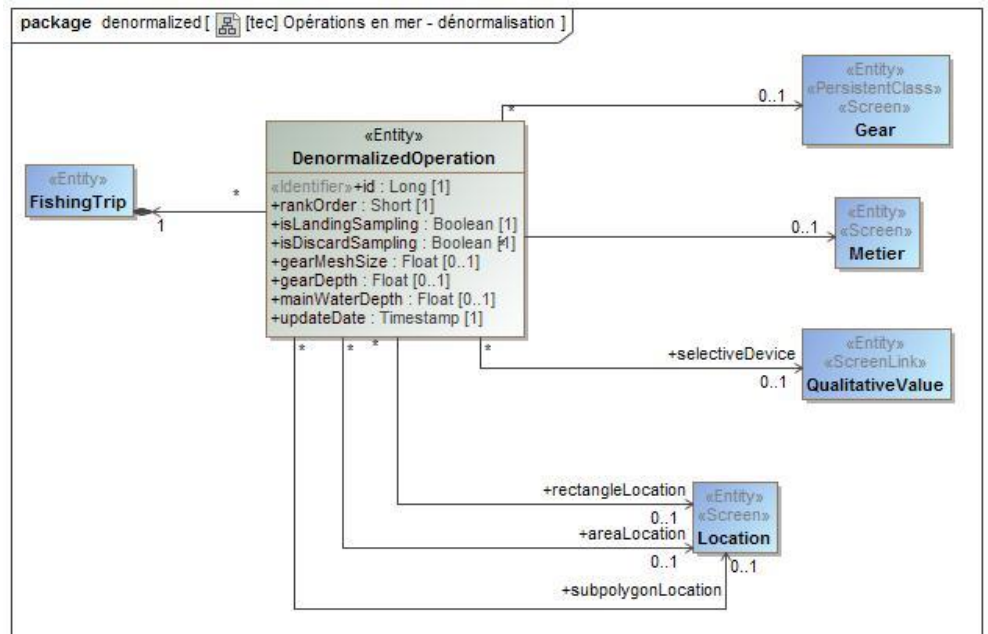 package denormalized [ [tec] Opérations en mer - dénormalisation ]
«Entity»
«PersistentClass»
«Screen»
Gear
*
0..1
«Entity»
DenormalizedOperation
«Identifier»+id : Long [1]
+rankOrder : Short [1]
+isLandingSampling : Boolean [1]
+isDiscardSampling : Boolean [1]
+gearMeshSize : Float [0..1]
+gearDepth : Float [0..1]
+mainWaterDepth : Float [0..1]
+updateDate : Timestamp [1]
«Entity»
FishingTrip
*
1
«Entity»
«Screen»
Metier
*
0..1
«Entity»
«ScreenLink»
QualitativeValue
*
+selectiveDevice
0..1
* * *
«Entity»
«Screen»
Location
+rectangleLocation
0..1
+areaLocation
0..1
+subpolygonLocation
0..1